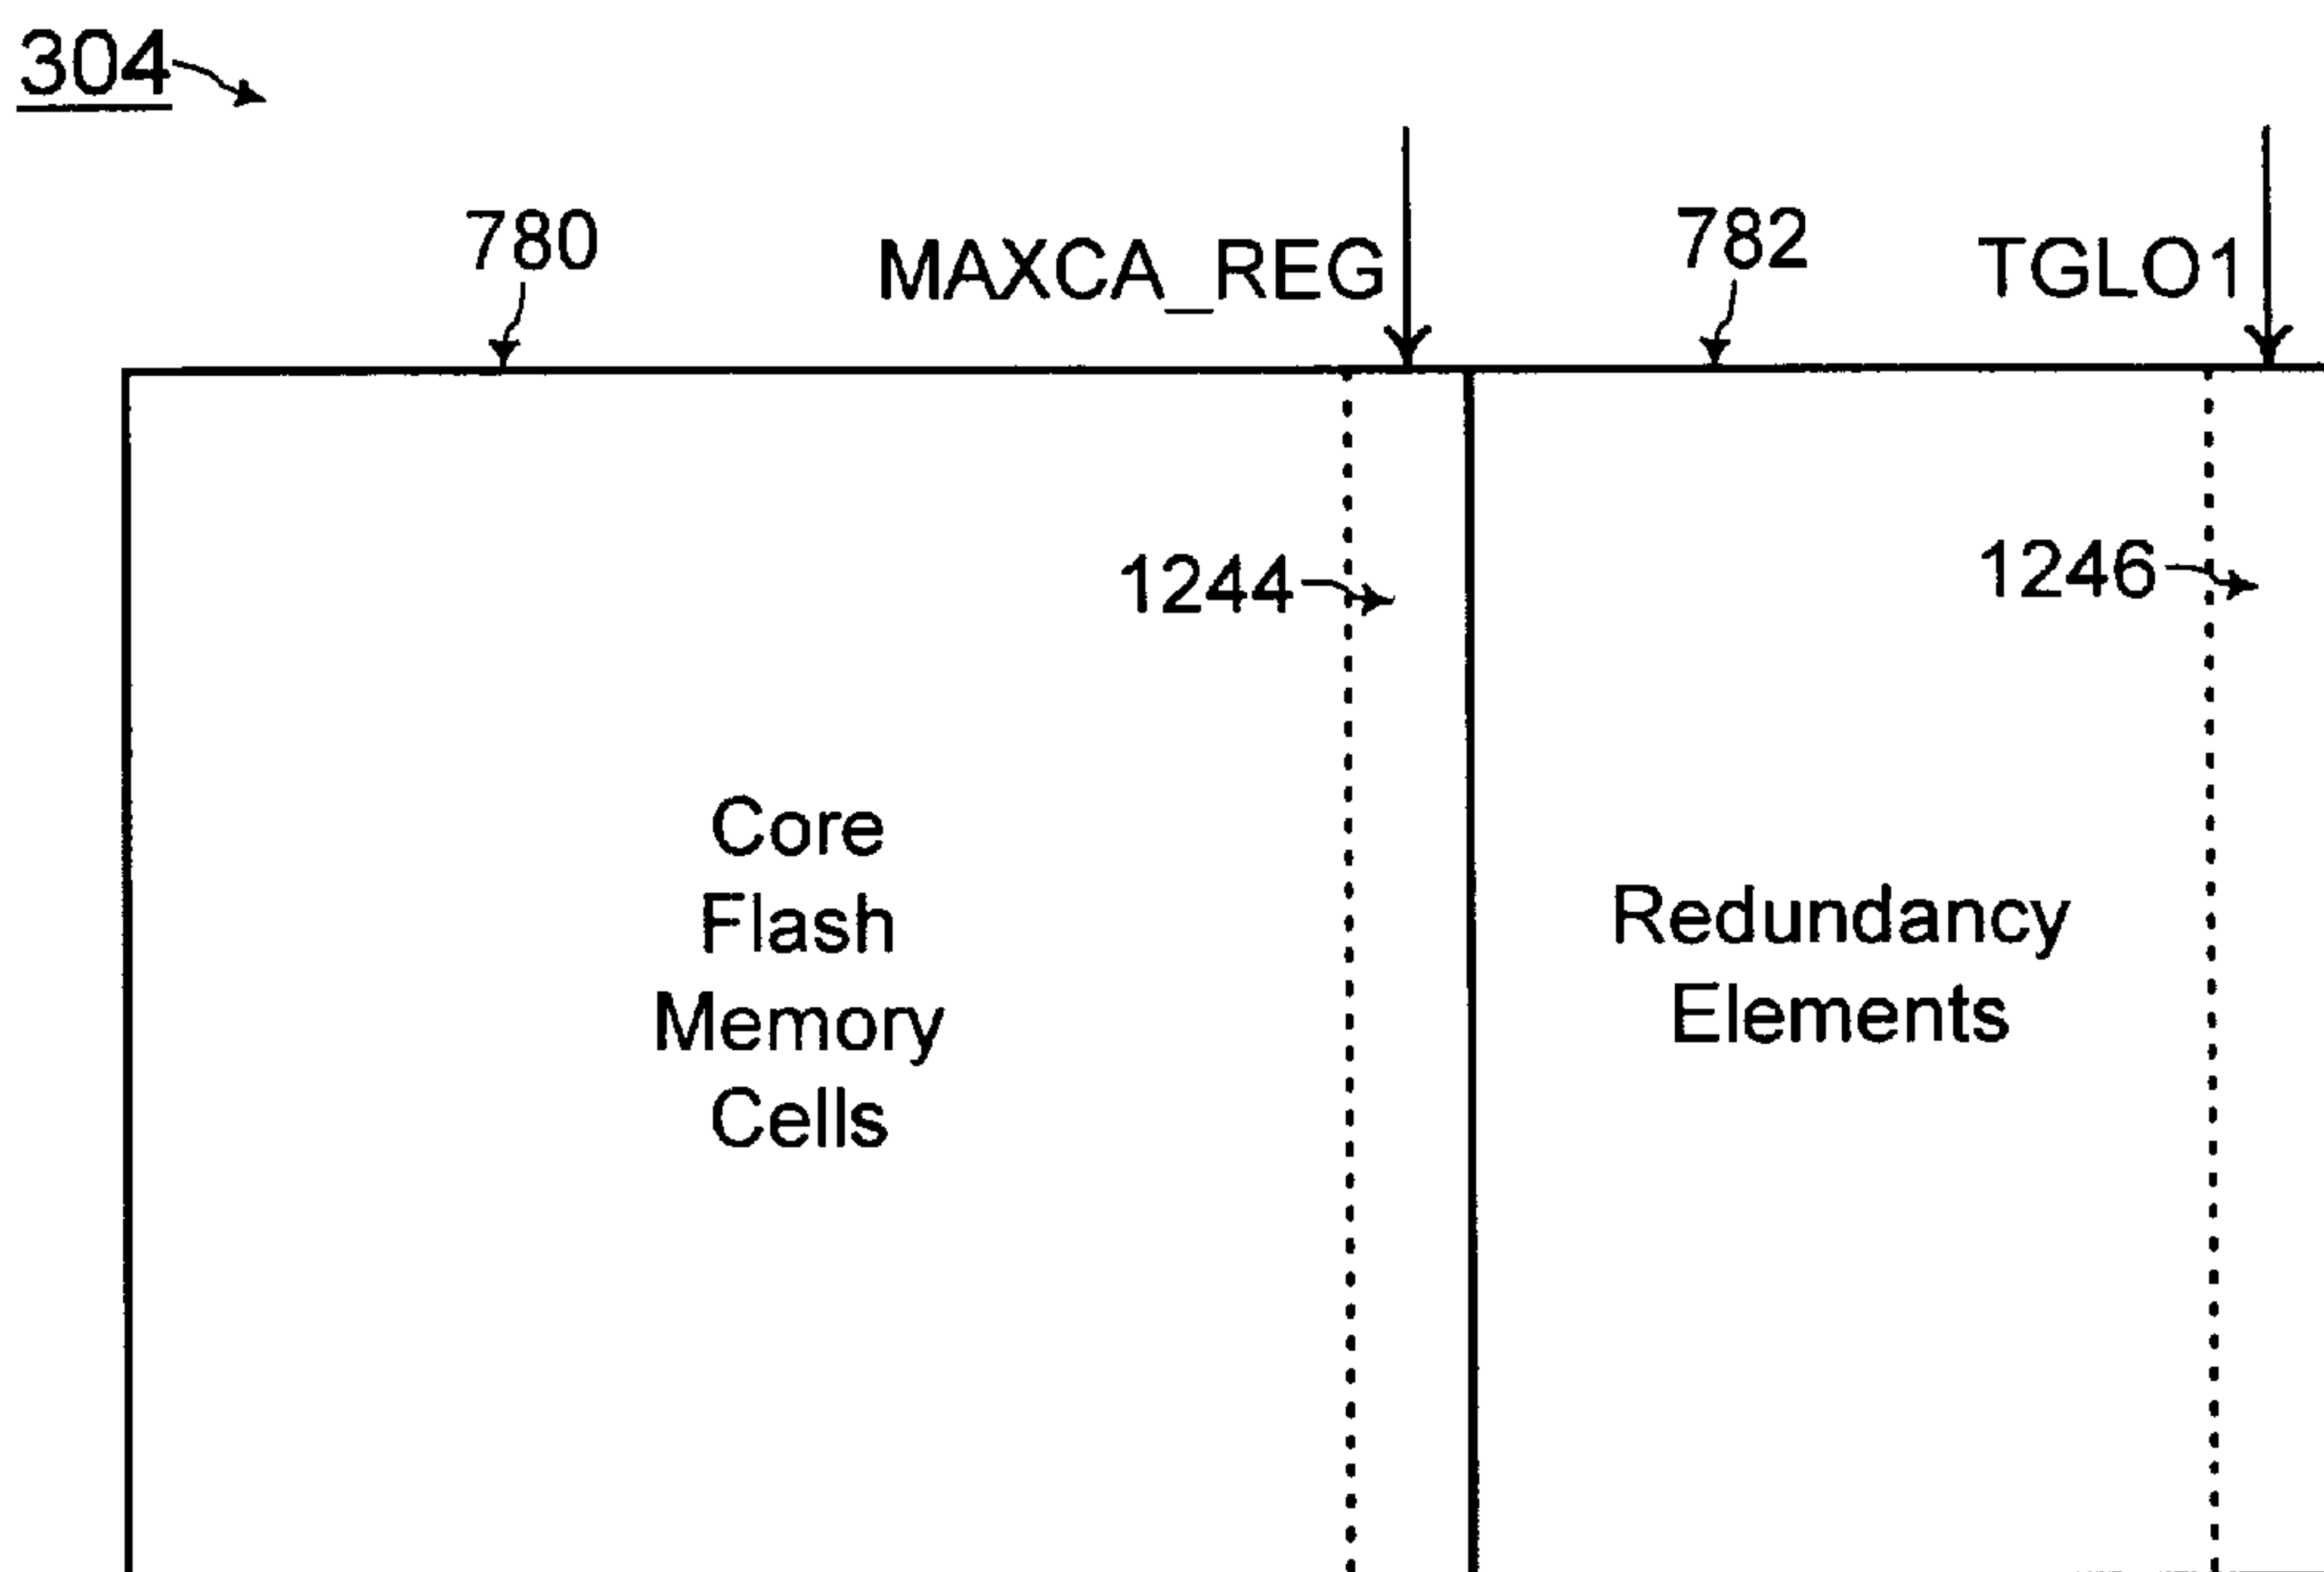 304
780
MAXCA_REG
782
TGLO1
1244
1246
Core
Flash
Memory
Cells
Redundancy
Elements